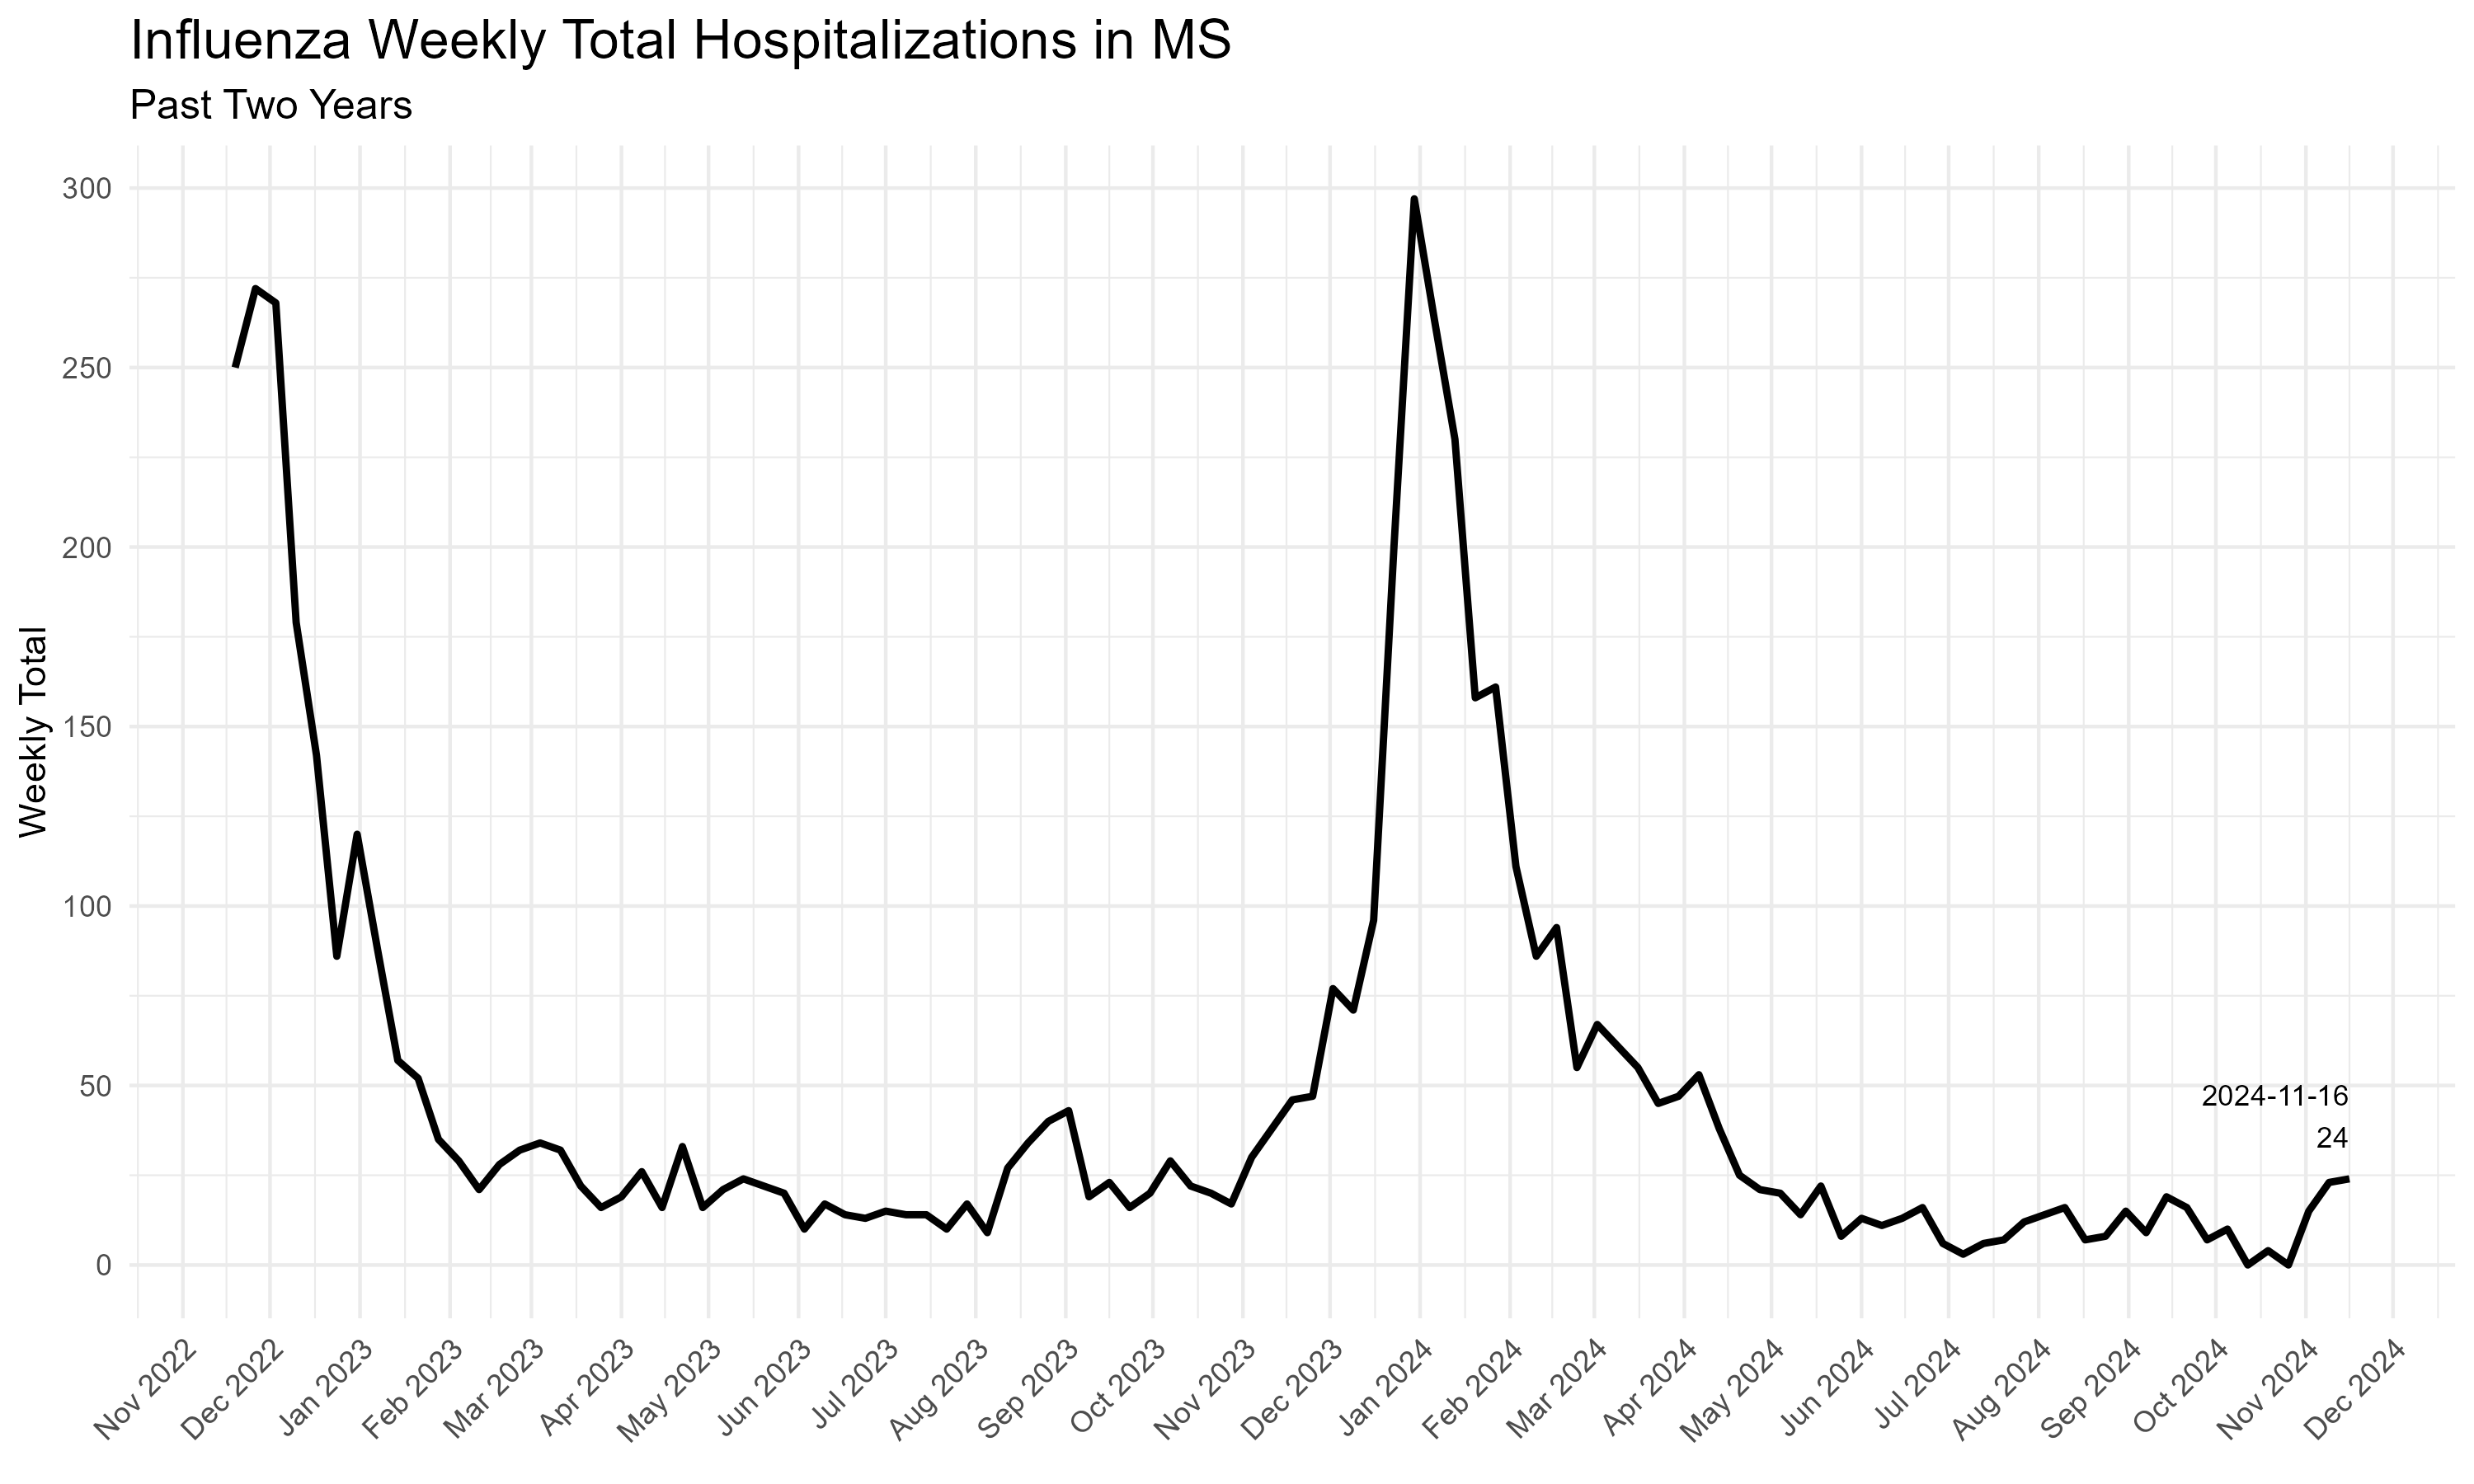 Influenza Weekly Total Hospitalizations in MS
Past Two Years
Weekly Total
300
250
200
150
100
50
0
2024-11-16
24
Nov 2022
Dec 2022
Jan 2023
Feb 2023
Mar 2023
Apr 2023
May 2023
Jun 2023
Jul 2023
Aug 2023
Sep 2023
Oct 2023
Nov 2023
Dec 2023
Jan 2024
Feb 2024
Mar 2024
Apr 2024
May 2024
Jun 2024
Jul 2024
Aug 2024
Sep 2024
Oct 2024
Nov 2024
Dec 2024